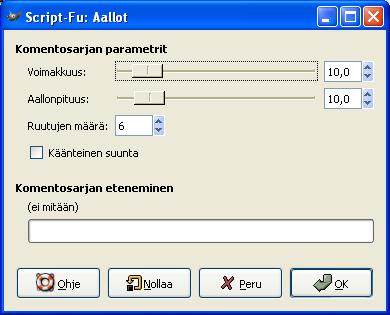 Script-Fu: Aallot
Komentosarjan parametrit
Voimakkuus: 10,0
Aallonpituus: 10,0
Ruutujen määrä: 6
Käänteinen suunta
Komentosarjan eteneminen
(ei mitään)
Ohje Nollaa Peru OK